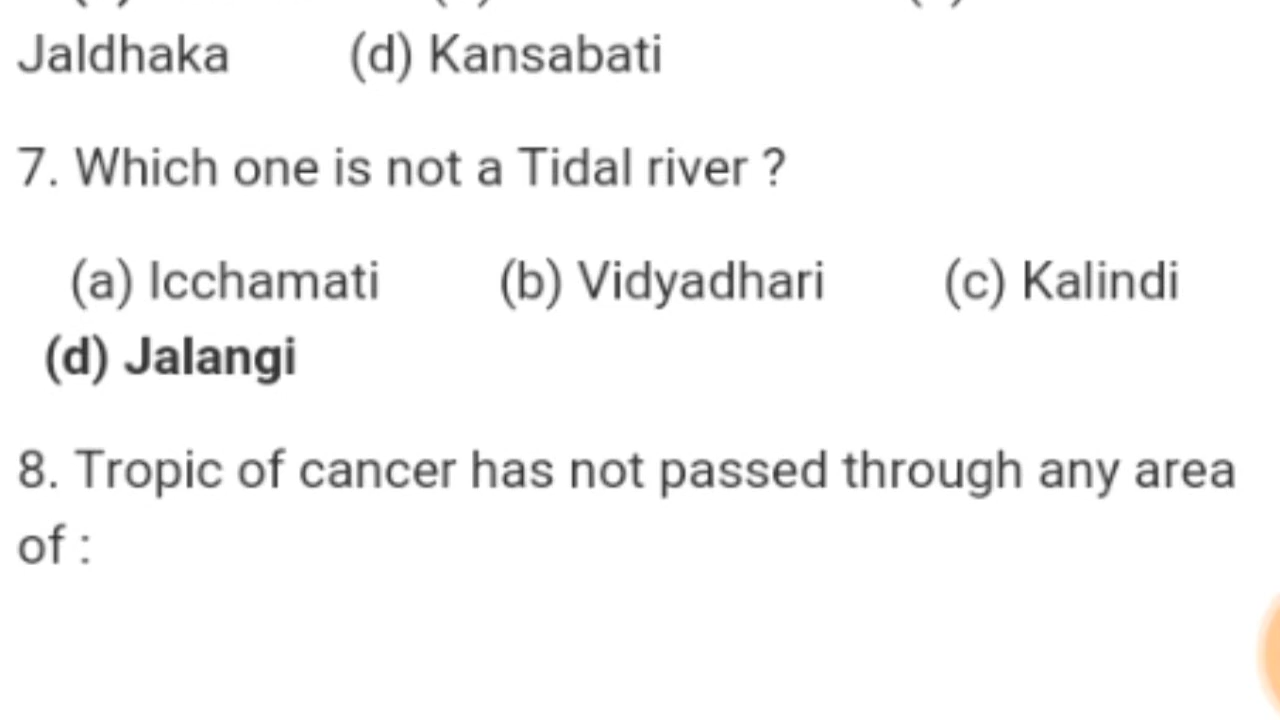 Jaldhaka (d) Kansabati
7. Which one is not a Tidal river ?
(a) Icchamati (b) Vidyadhari (c) Kalindi
(d) Jalangi
8. Tropic of cancer has not passed through any area
of :